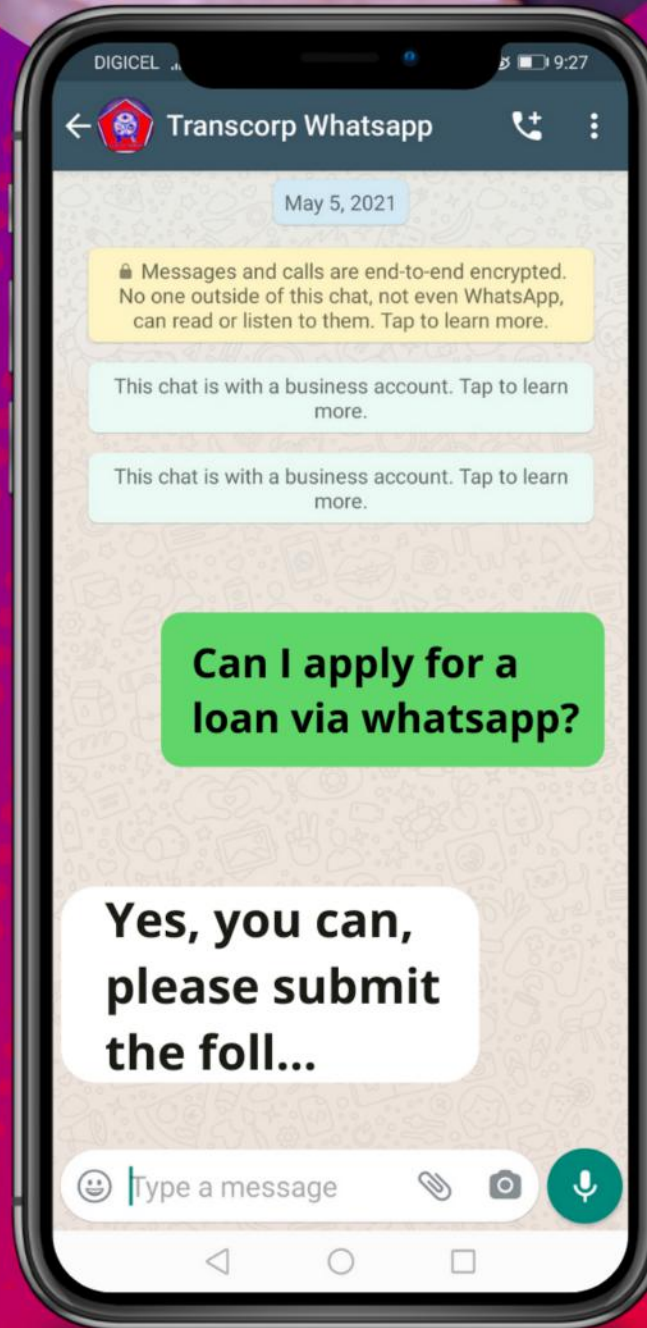 DIGICEL 9:27
Transcorp Whatsapp
May 5, 2021
Messages and calls are end-to-end encrypted.
No one outside of this chat, not even WhatsApp,
can read or listen to them. Tap to learn more.
This chat is with a business account. Tap to learn
more.
This chat is with a business account. Tap to learn
more.
Can I apply for a
loan via whatsapp?
Yes, you can,
please submit
the foll...
Type a message